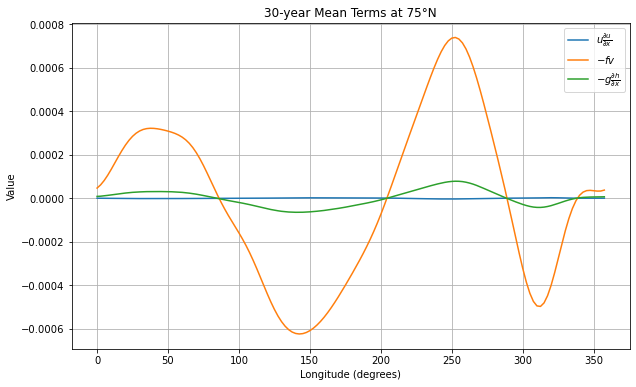 30-year Mean Terms at 75°N
u ∂u/∂x
−fv
−g ∂h/∂x
Value
0.0008
0.0006
0.0004
0.0002
0.0000
−0.0002
−0.0004
−0.0006
0 50 100 150 200 250 300 350
Longitude (degrees)